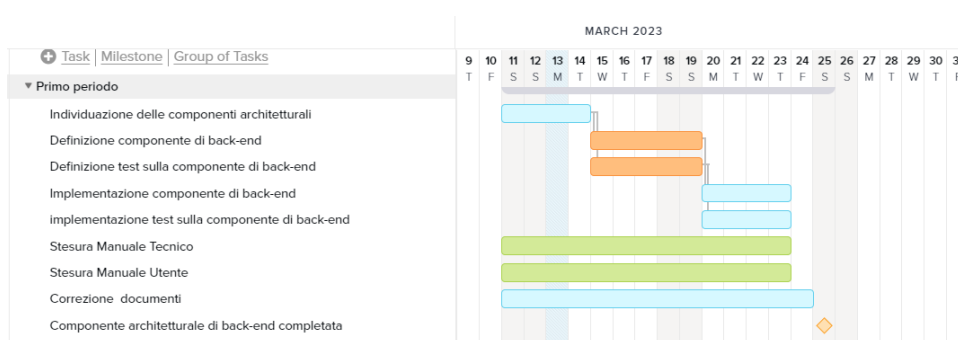 MARCH 2023
Task | Milestone | Group of Tasks
9 10 11 12 13 14 15 16 17 18 19 20 21 22 23 24 25 26 27 28 29 30
T F S S M T W T F S S M T W T F S S M T W T
Primo periodo
Individuazione delle componenti architetturali
Definizione componente di back-end
Definizione test sulla componente di back-end
Implementazione componente di back-end
implementazione test sulla componente di back-end
Stesura Manuale Tecnico
Stesura Manuale Utente
Correzione documenti
Componente architetturale di back-end completata